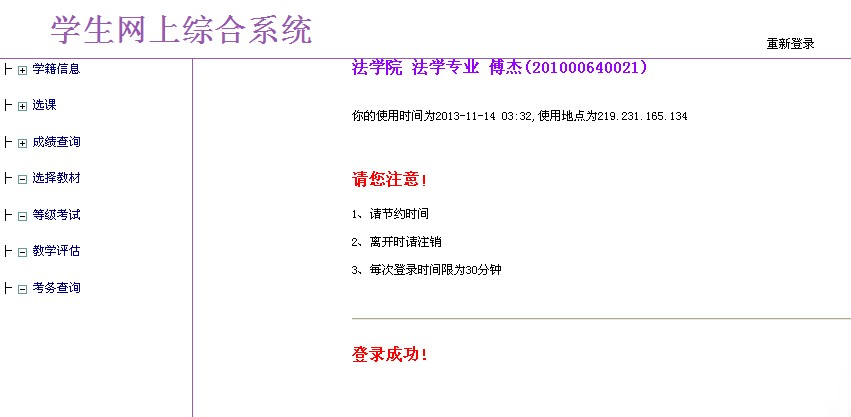 学生网上综合系统
重新登录
学籍信息
选课
成绩查询
选择教材
等级考试
教学评估
考务查询
法学院 法学专业 傅杰(201000640021)
你的使用时间为2013-11-14 03:32,使用地点为219.231.165.134
请您注意!
1、请节约时间
2、离开时请注销
3、每次登录时间限为30分钟
登录成功!